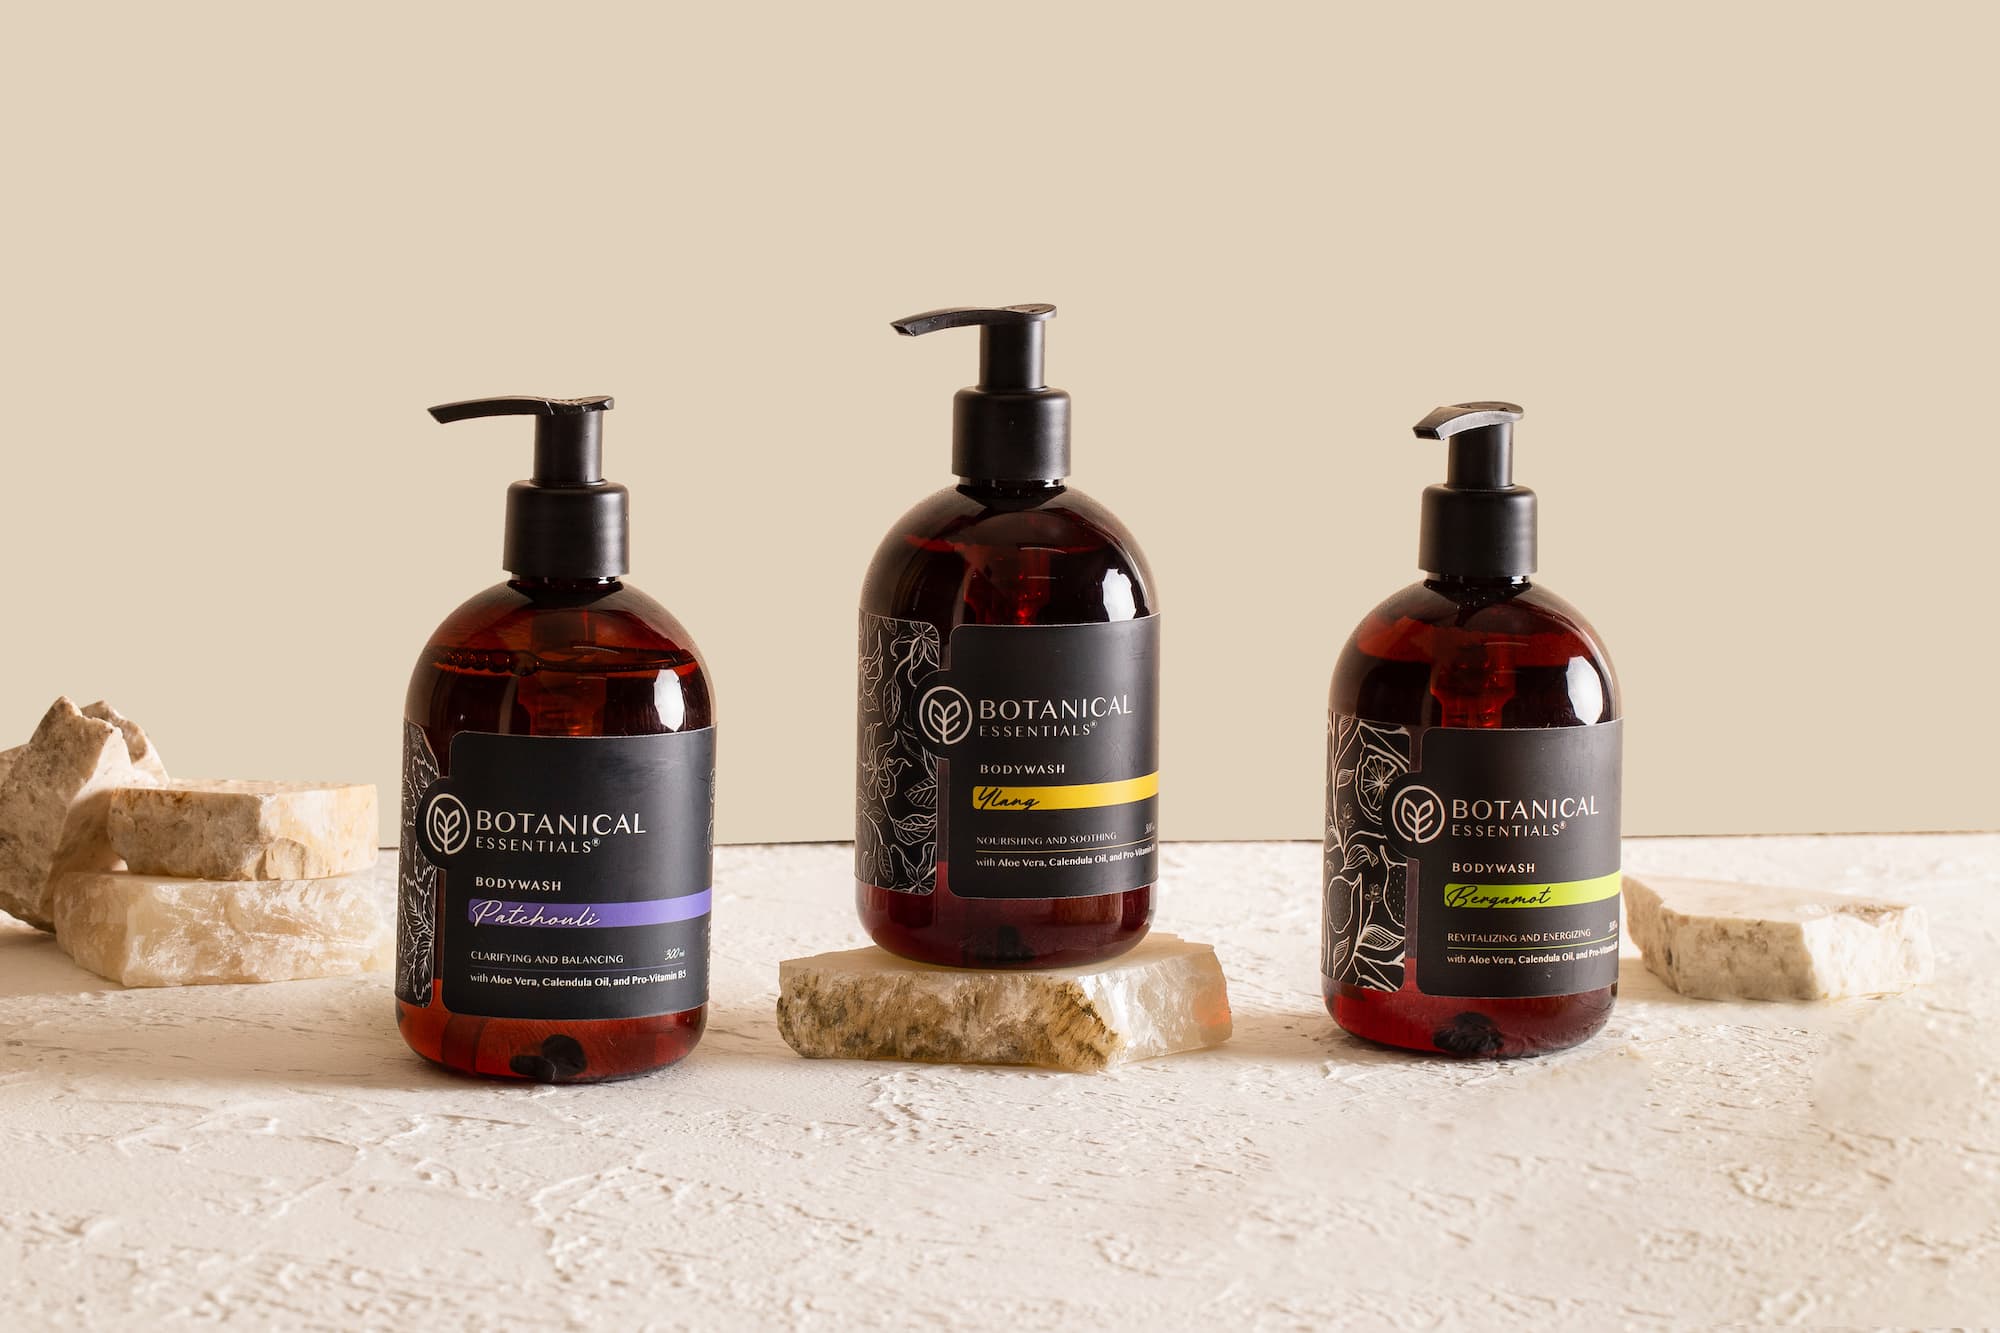 BOTANICAL
ESSENTIALS®
BODYWASH
Patchouli
CLARIFYING AND BALANCING 300 ml
with Aloe Vera, Calendula Oil, and Pro-Vitamin B5
BOTANICAL
ESSENTIALS®
BODYWASH
Ylang
NOURISHING AND SOOTHING
with Aloe Vera, Calendula Oil, and Pro-Vitamin
BOTANICAL
ESSENTIALS®
BODYWASH
Bergamot
REVITALIZING AND ENERGIZING
with Aloe Vera, Calendula Oil, and Pro-Vitamin